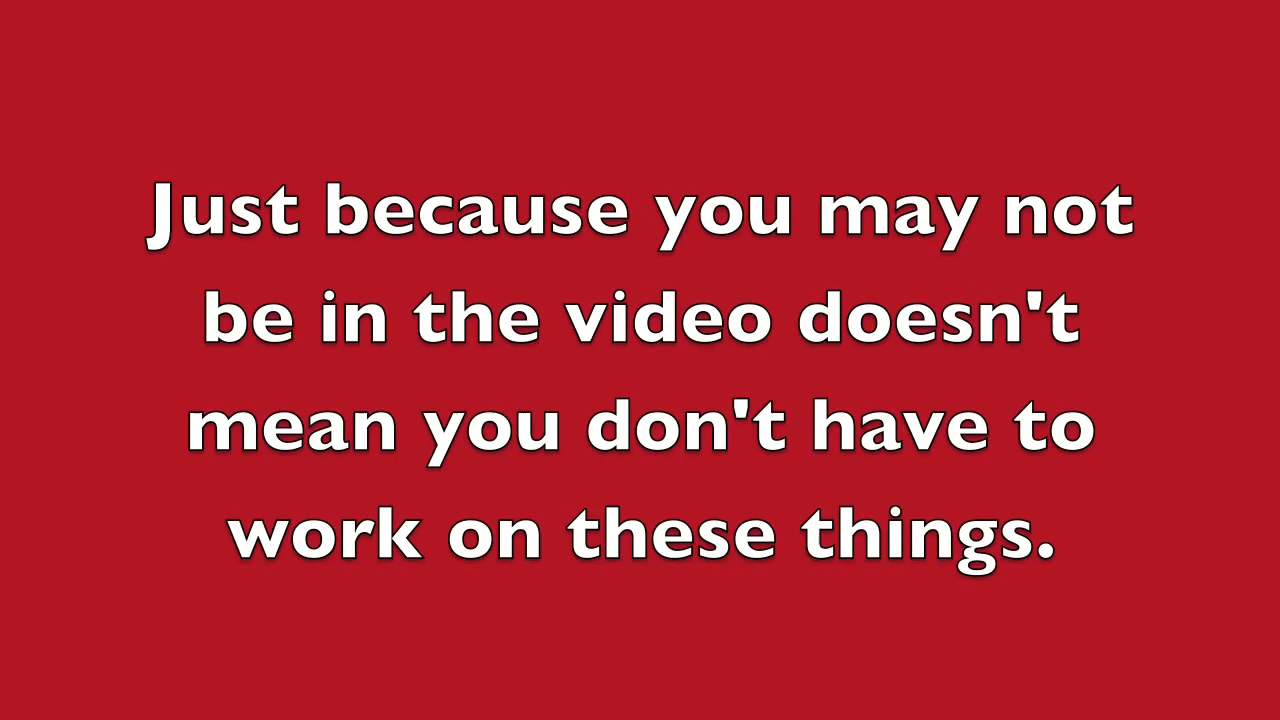 Just because you may not
be in the video doesn't
mean you don't have to
work on these things.